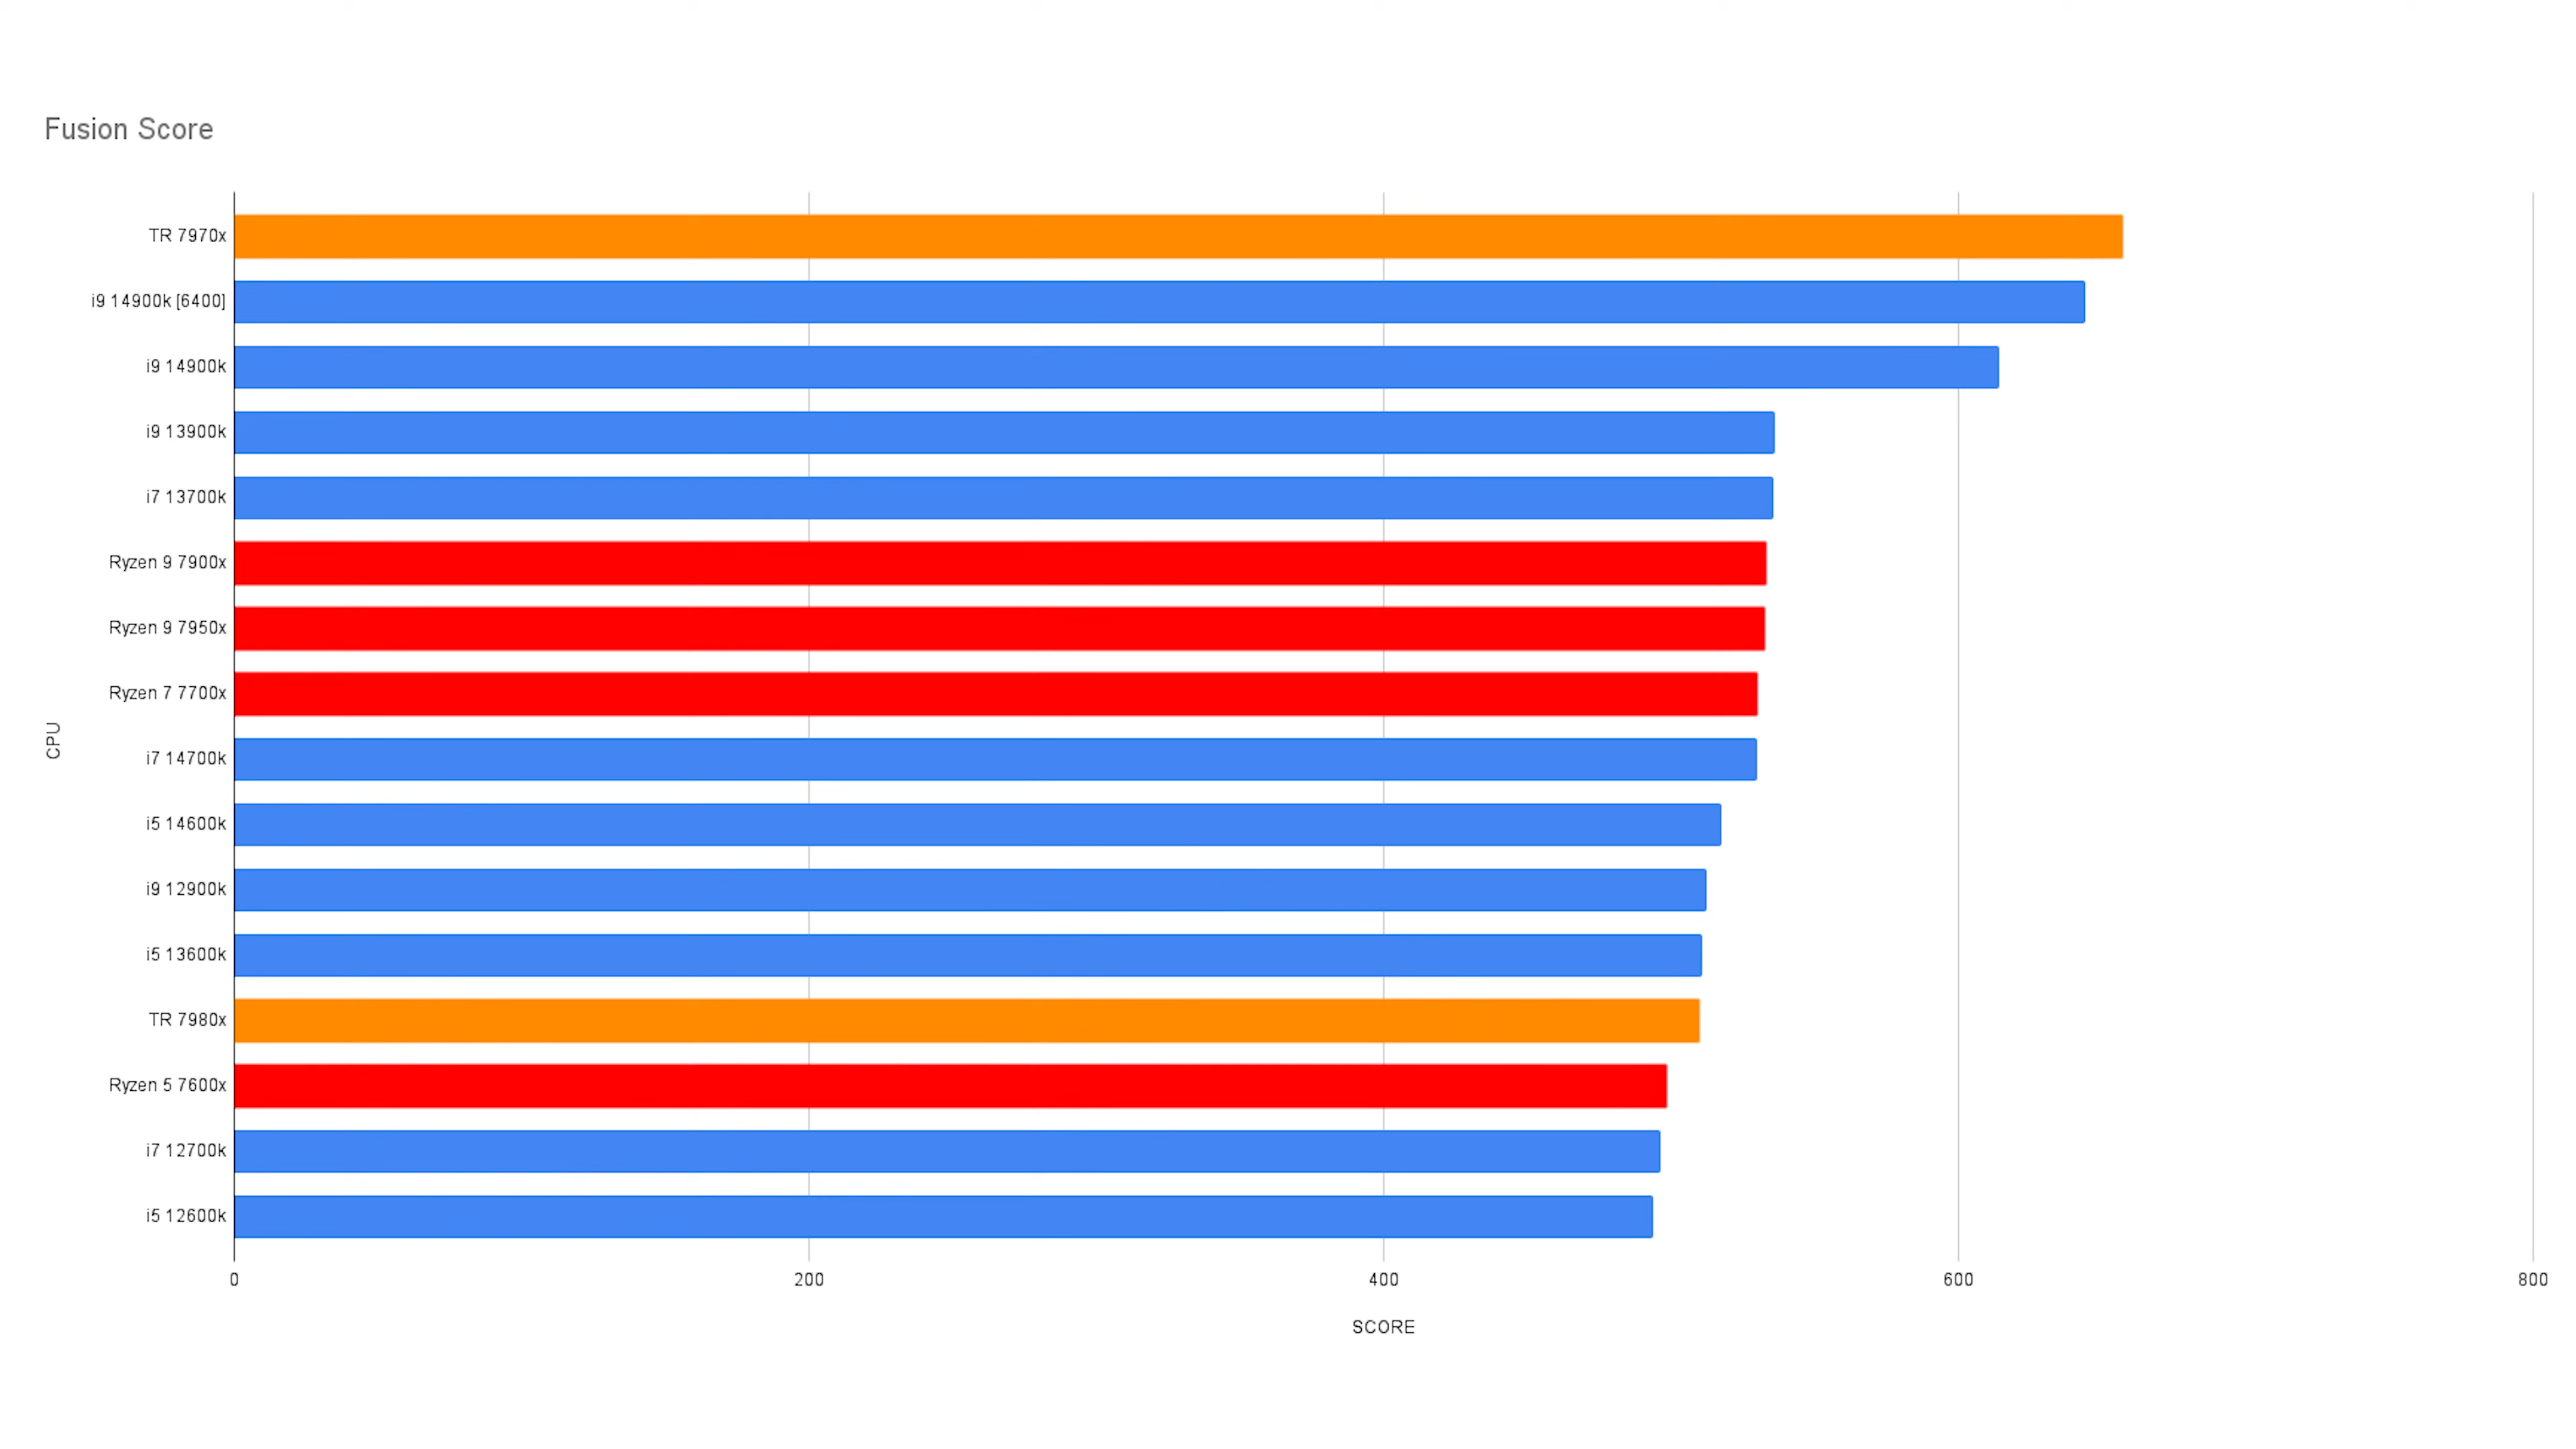 Fusion Score
TR 7970x
i9 14900k [6400]
i9 14900k
i9 13900k
i7 13700k
Ryzen 9 7900x
Ryzen 9 7950x
Ryzen 7 7700x
i7 14700k
i5 14600k
i9 12900k
i5 13600k
TR 7980x
Ryzen 5 7600x
i7 12700k
i5 12600k
CPU
0 200 400 600 800
SCORE